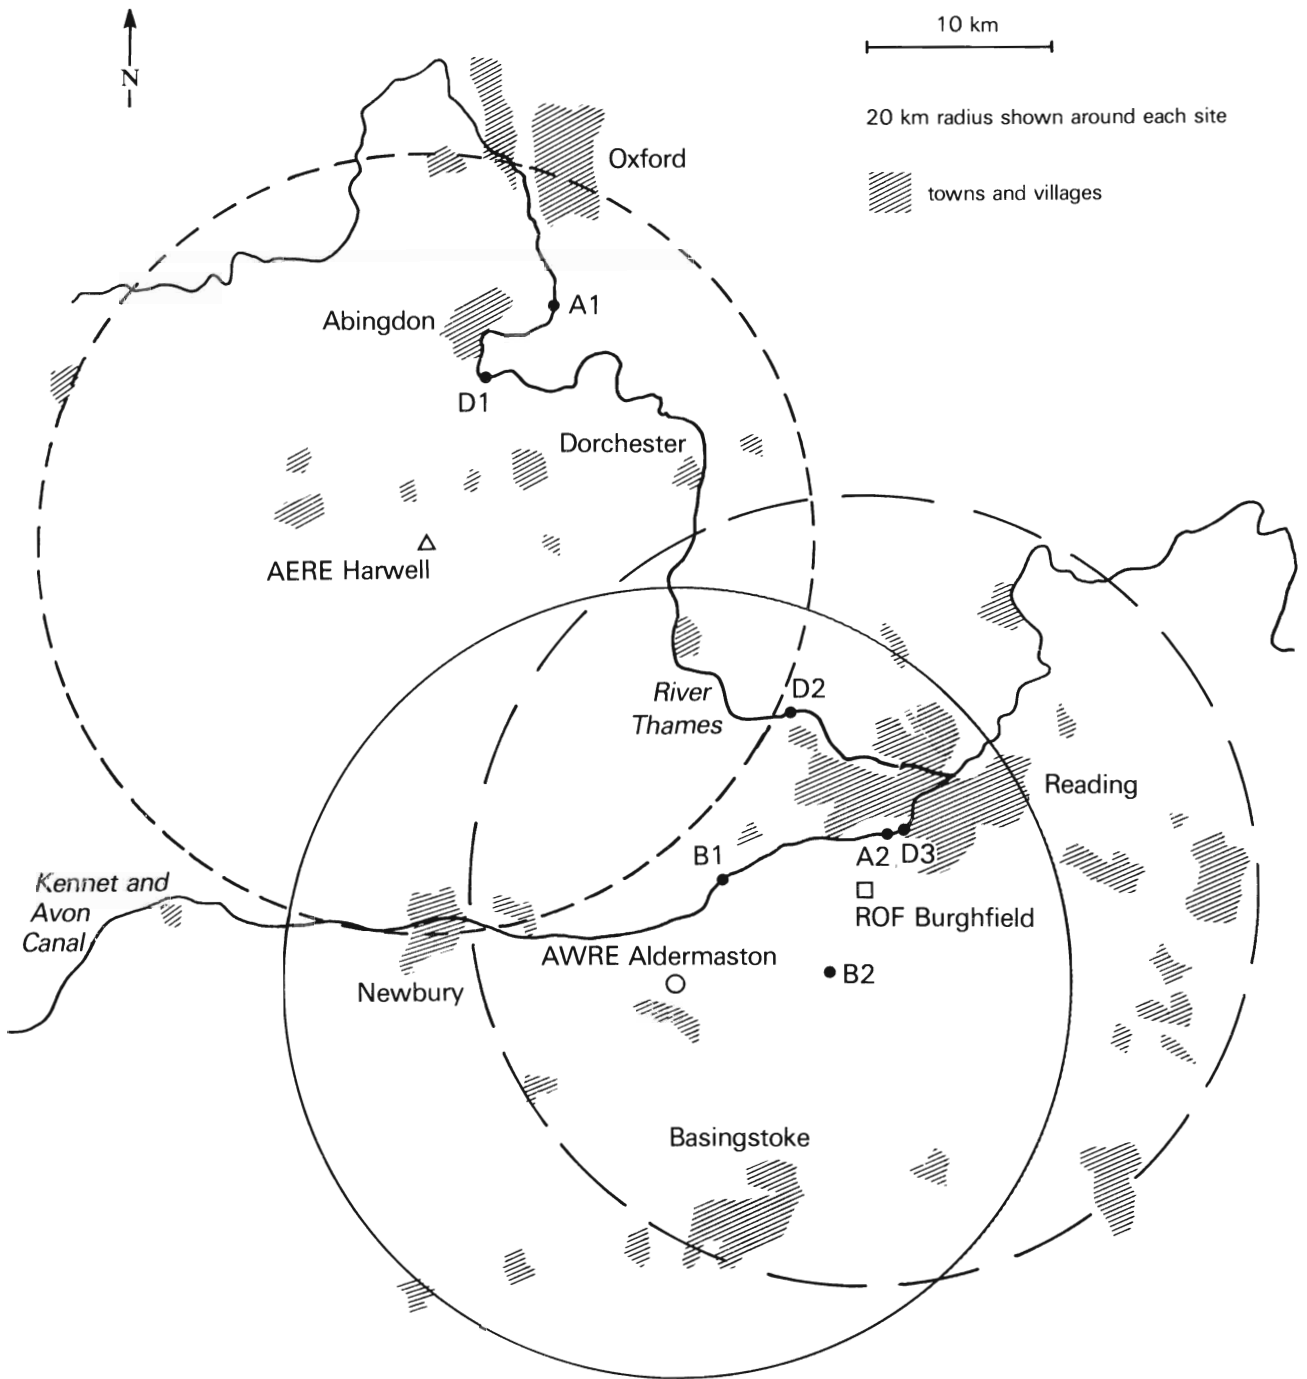 N
10 km
20 km radius shown around each site
towns and villages
Oxford
A1
Abingdon
D1
Dorchester
AERE Harwell
River
Thames
D2
Reading
B1
A2 D3
Kennet and
Avon
Canal
ROF Burghfield
AWRE Aldermaston
B2
Newbury
Basingstoke